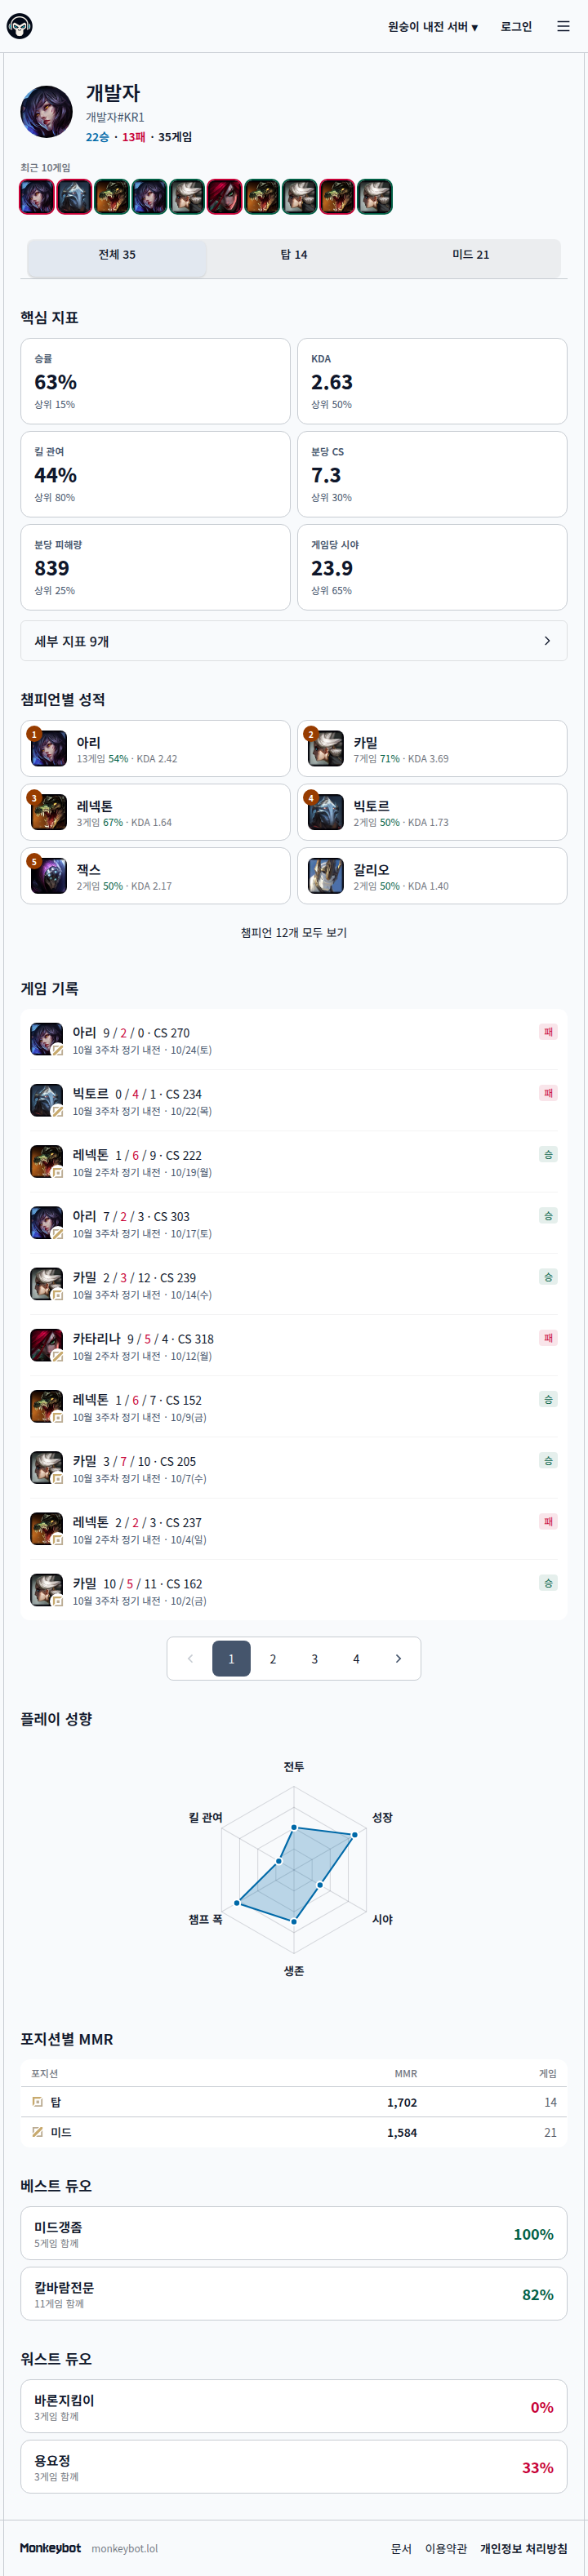 원숭이 내전 서버 ▾ 로그인
개발자
개발자#KR1
22승 · 13패 · 35게임
최근 10게임
전체 35 탑 14 미드 21
핵심 지표
승률 KDA
63% 2.63
상위 15% 상위 50%
킬 관여 분당 CS
44% 7.3
상위 80% 상위 30%
분당 피해량 게임당 시야
839 23.9
상위 25% 상위 65%
세부 지표 9개
챔피언별 성적
1 아리 2 카밀
13게임 54% · KDA 2.42 7게임 71% · KDA 3.69
3 레넥톤 4 빅토르
3게임 67% · KDA 1.64 2게임 50% · KDA 1.73
5 잭스 갈리오
2게임 50% · KDA 2.17 2게임 50% · KDA 1.40
챔피언 12개 모두 보기
게임 기록
아리 9 / 2 / 0 · CS 270 패
10월 3주차 정기 내전 · 10/24(토)
빅토르 0 / 4 / 1 · CS 234 패
10월 3주차 정기 내전 · 10/22(목)
레넥톤 1 / 6 / 9 · CS 222 승
10월 2주차 정기 내전 · 10/19(월)
아리 7 / 2 / 3 · CS 303 승
10월 3주차 정기 내전 · 10/17(토)
카밀 2 / 3 / 12 · CS 239 승
10월 3주차 정기 내전 · 10/14(수)
카타리나 9 / 5 / 4 · CS 318 패
10월 2주차 정기 내전 · 10/12(월)
레넥톤 1 / 6 / 7 · CS 152 승
10월 3주차 정기 내전 · 10/9(금)
카밀 3 / 7 / 10 · CS 205 승
10월 3주차 정기 내전 · 10/7(수)
레넥톤 2 / 2 / 3 · CS 237 패
10월 2주차 정기 내전 · 10/4(일)
카밀 10 / 5 / 11 · CS 162 승
10월 3주차 정기 내전 · 10/2(금)
1 2 3 4
플레이 성향
전투
킬 관여 성장
챔프 폭 시야
생존
포지션별 MMR
포지션 MMR 게임
탑 1,702 14
미드 1,584 21
베스트 듀오
미드갱좀 100%
5게임 함께
칼바람전문 82%
11게임 함께
워스트 듀오
바론지킴이 0%
3게임 함께
용요정 33%
3게임 함께
Monkeybot monkeybot.lol 문서 이용약관 개인정보 처리방침